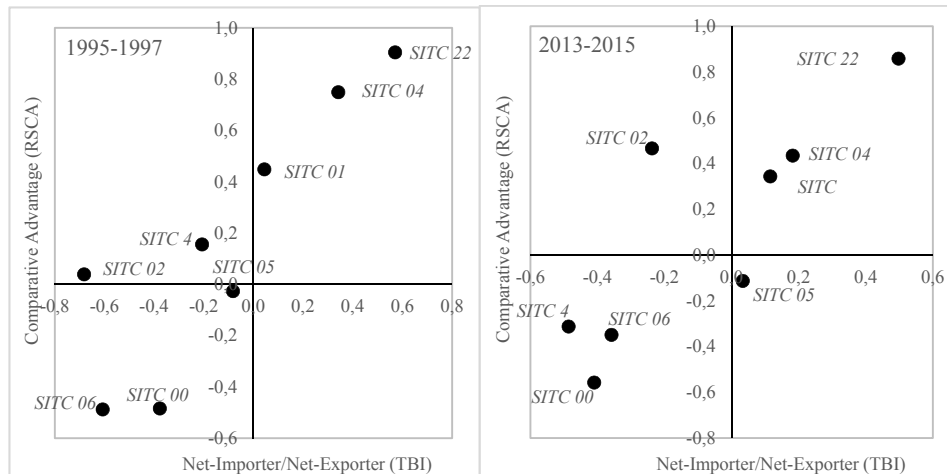 1995-1997
Comparative Advantage (RSCA)
1,0
0,8
0,6
0,4
0,2
0,0
-0,2
-0,4
-0,6
-0,8 -0,6 -0,4 -0,2 0,0 0,2 0,4 0,6 0,8
SITC 22
SITC 04
SITC 01
SITC 4
SITC 02
SITC 05
SITC 06
SITC 00
Net-Importer/Net-Exporter (TBI)
2013-2015
Comparative Advantage (RSCA)
1,0
0,8
0,6
0,4
0,2
0,0
-0,2
-0,4
-0,6
-0,8
-0,6 -0,4 -0,2 0,0 0,2 0,4 0,6
SITC 22
SITC 02
SITC 04
SITC
SITC 05
SITC 4
SITC 06
SITC 00
Net-Importer/Net-Exporter (TBI)